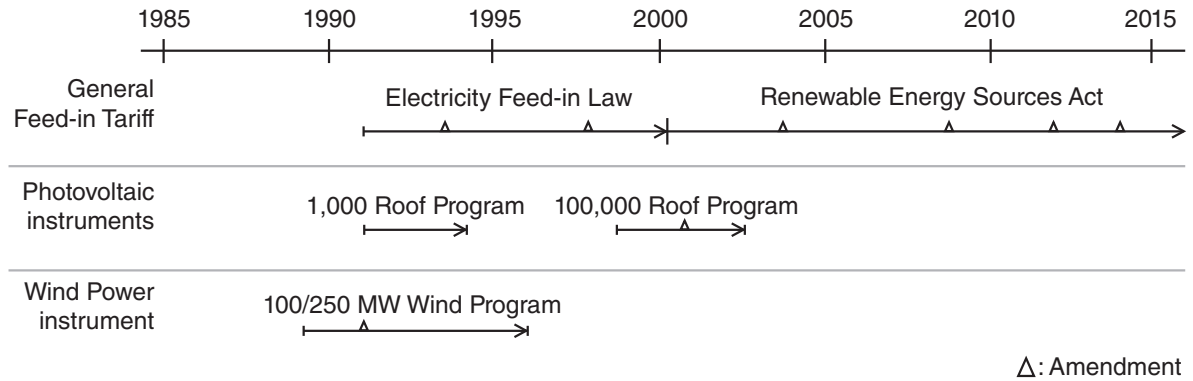 1985 1990 1995 2000 2005 2010 2015
General
Feed-in Tariff
Electricity Feed-in Law
Renewable Energy Sources Act
Photovoltaic
instruments
1,000 Roof Program
100,000 Roof Program
Wind Power
instrument
100/250 MW Wind Program
Δ: Amendment